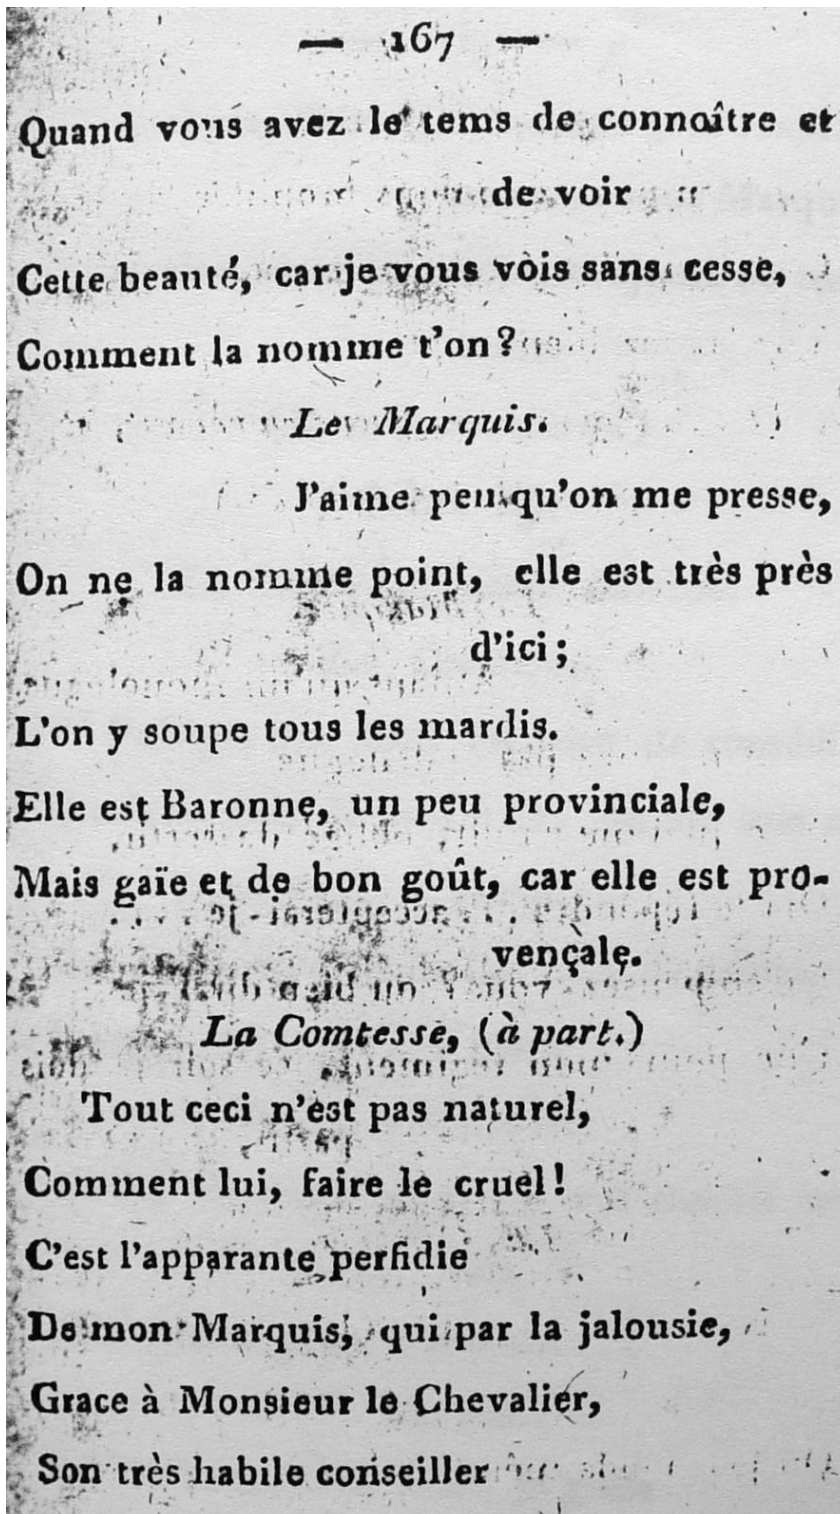 — 167 —
Quand vous avez le tems de connoître et
de voir
Cette beauté, car je vous vois sans cesse,
Comment la nomme t'on?
Le Marquis.
J'aime peu qu'on me presse,
On ne la nomme point, elle est très près
d'ici;
L'on y soupe tous les mardis.
Elle est Baronne, un peu provinciale,
Mais gaïe et de bon goût, car elle est pro-
vençale.
La Comtesse, (à part.)
Tout ceci n'est pas naturel,
Comment lui, faire le cruel!
C'est l'apparante perfidie
De mon Marquis, qui par la jalousie,
Grace à Monsieur le Chevalier,
Son très habile conseiller